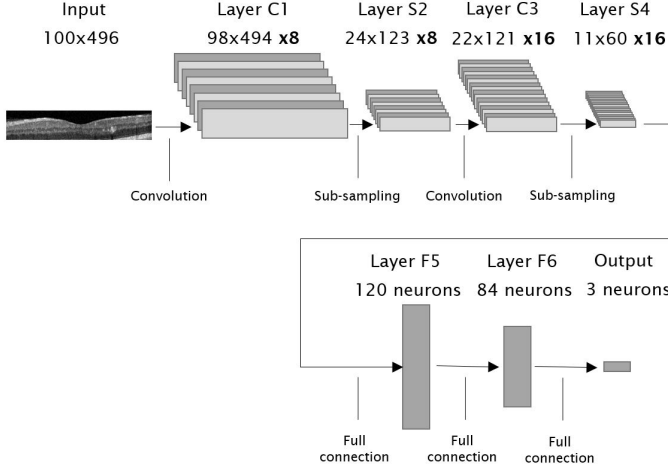 Input
Layer C1
Layer S2
Layer C3
Layer S4
100x496
98x494 x8
24x123 x8
22x121 x16
11x60 x16
Convolution
Sub-sampling
Convolution
Sub-sampling
Layer F5
Layer F6
Output
120 neurons
84 neurons
3 neurons
Full
connection
Full
connection
Full
connection